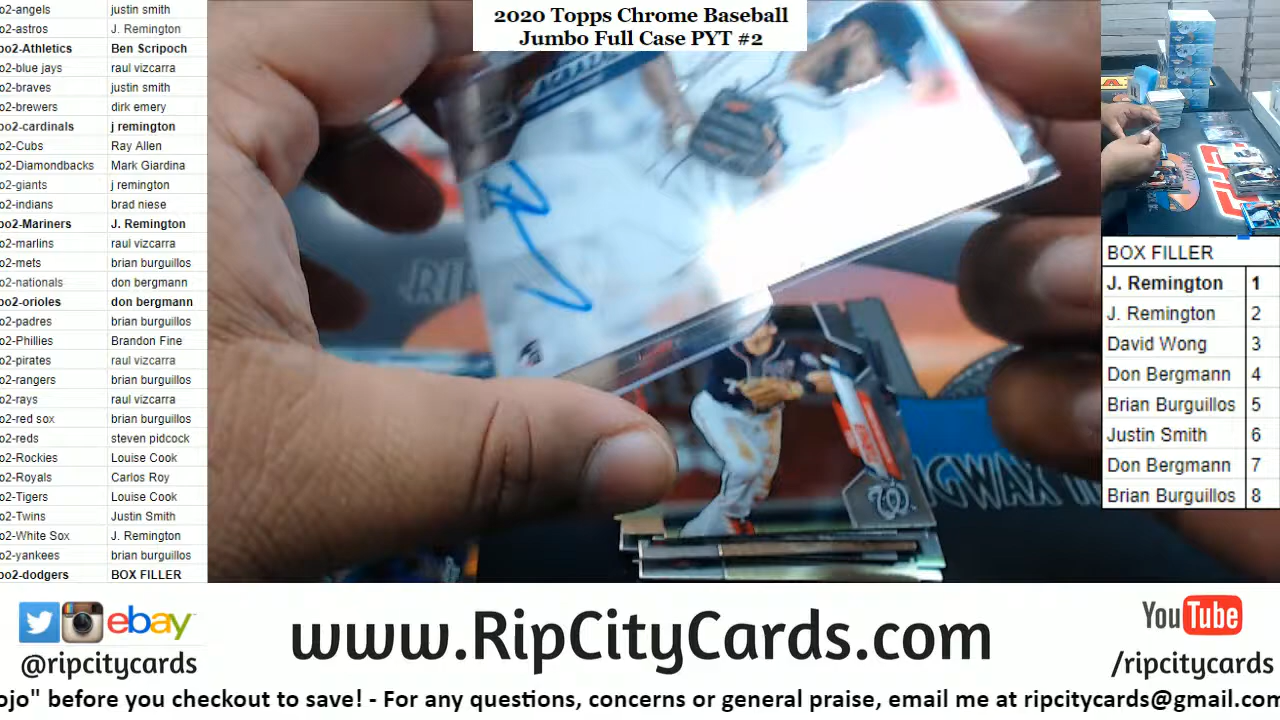 2020 Topps Chrome Baseball
Jumbo Full Case PYT #2
o2-angels justin smith
o2-astros J. Remington
oo2-Athletics Ben Scripoch
o2-blue jays raul vizcarra
o2-braves justin smith
o2-brewers dirk emery
oo2-cardinals j remington
o2-Cubs Ray Allen
o2-Diamondbacks Mark Giardina
o2-giants j remington
o2-indians brad niese
oo2-Mariners J. Remington
o2-marlins raul vizcarra
o2-mets brian burguillos
o2-nationals don bergmann
oo2-orioles don bergmann
o2-padres brian burguillos
o2-Phillies Brandon Fine
o2-pirates raul vizcarra
o2-rangers brian burguillos
o2-rays raul vizcarra
o2-red sox brian burguillos
o2-reds steven pidcock
o2-Rockies Louise Cook
o2-Royals Carlos Roy
o2-Tigers Louise Cook
o2-Twins Justin Smith
o2-White Sox J. Remington
o2-yankees brian burguillos
oo2-dodgers BOX FILLER
BOX FILLER
J. Remington 1
J. Remington 2
David Wong 3
Don Bergmann 4
Brian Burguillos 5
Justin Smith 6
Don Bergmann 7
Brian Burguillos 8
ebay
@ripcitycards
www.RipCityCards.com
YouTube
/ripcitycards
ojo" before you checkout to save! - For any questions, concerns or general praise, email me at ripcitycards@gmail.com